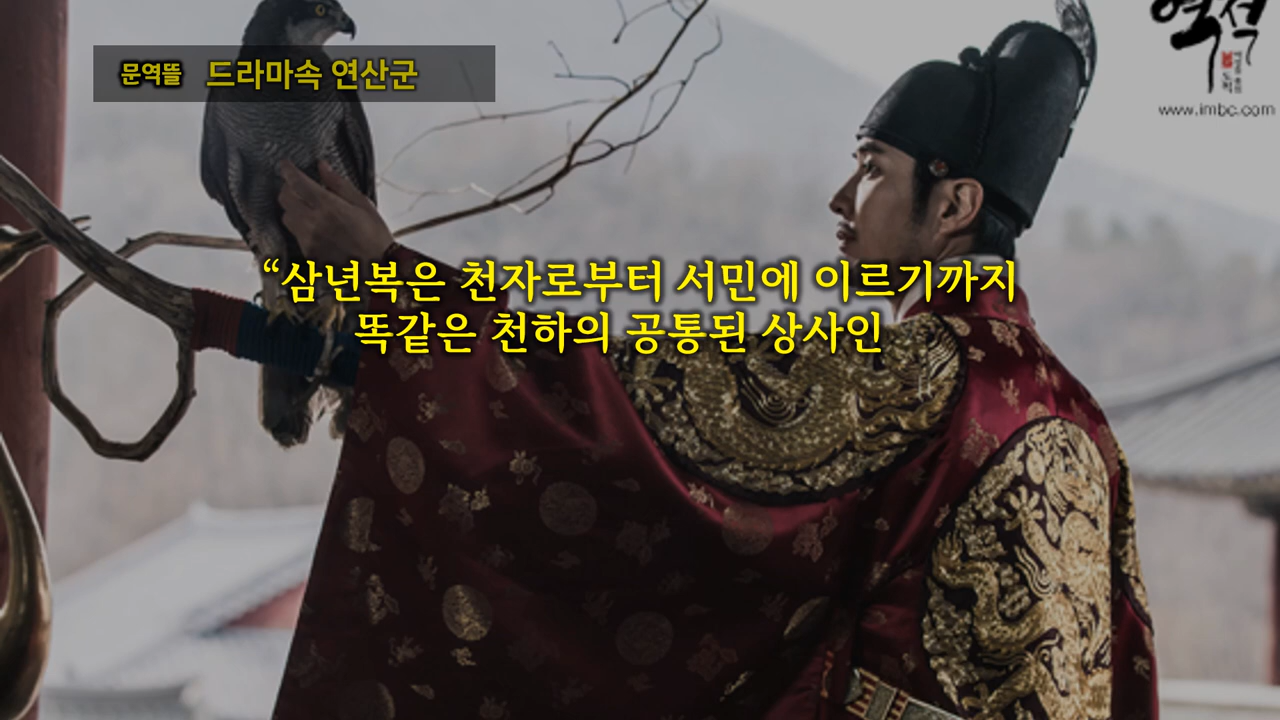 문역뜰 드라마속 연산군
역적
www.imbc.com
“삼년복은 천자로부터 서민에 이르기까지
똑같은 천하의 공통된 상사인